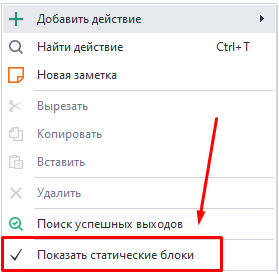 Добавить действие
Найти действие Ctrl+T
Новая заметка
Вырезать
Копировать
Вставить
Удалить
Поиск успешных выходов
Показать статические блоки